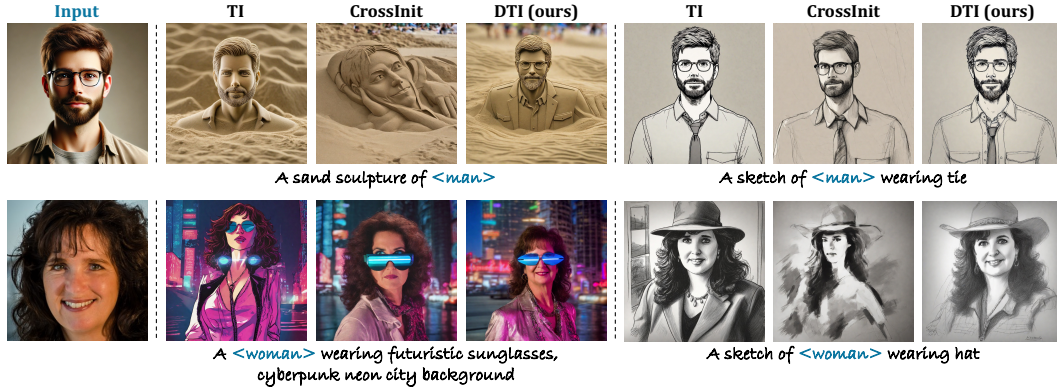 Input TI CrossInit DTI (ours) TI CrossInit DTI (ours)
A sand sculpture of <man>
A sketch of <man> wearing tie
A <woman> wearing futuristic sunglasses,
cyberpunk neon city background
A sketch of <woman> wearing hat